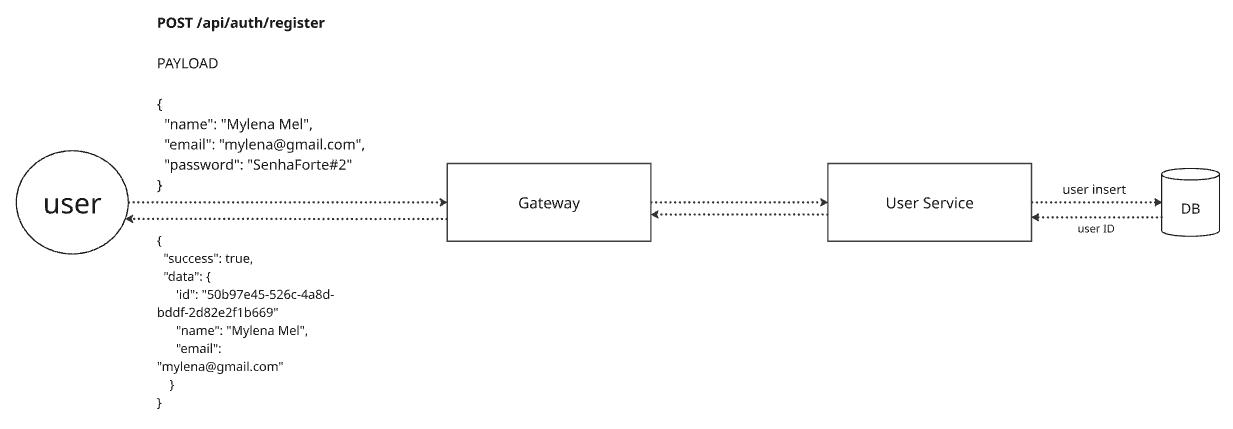 POST /api/auth/register
PAYLOAD
{
"name": "Mylena Mel",
"email": "mylena@gmail.com",
"password": "SenhaForte#2"
}
user
Gateway
User Service
user insert
DB
user ID
{
"success": true,
"data": {
"id": "50b97e45-526c-4a8d-
bddf-2d82e2f1b669"
"name": "Mylena Mel",
"email":
"mylena@gmail.com"
}
}